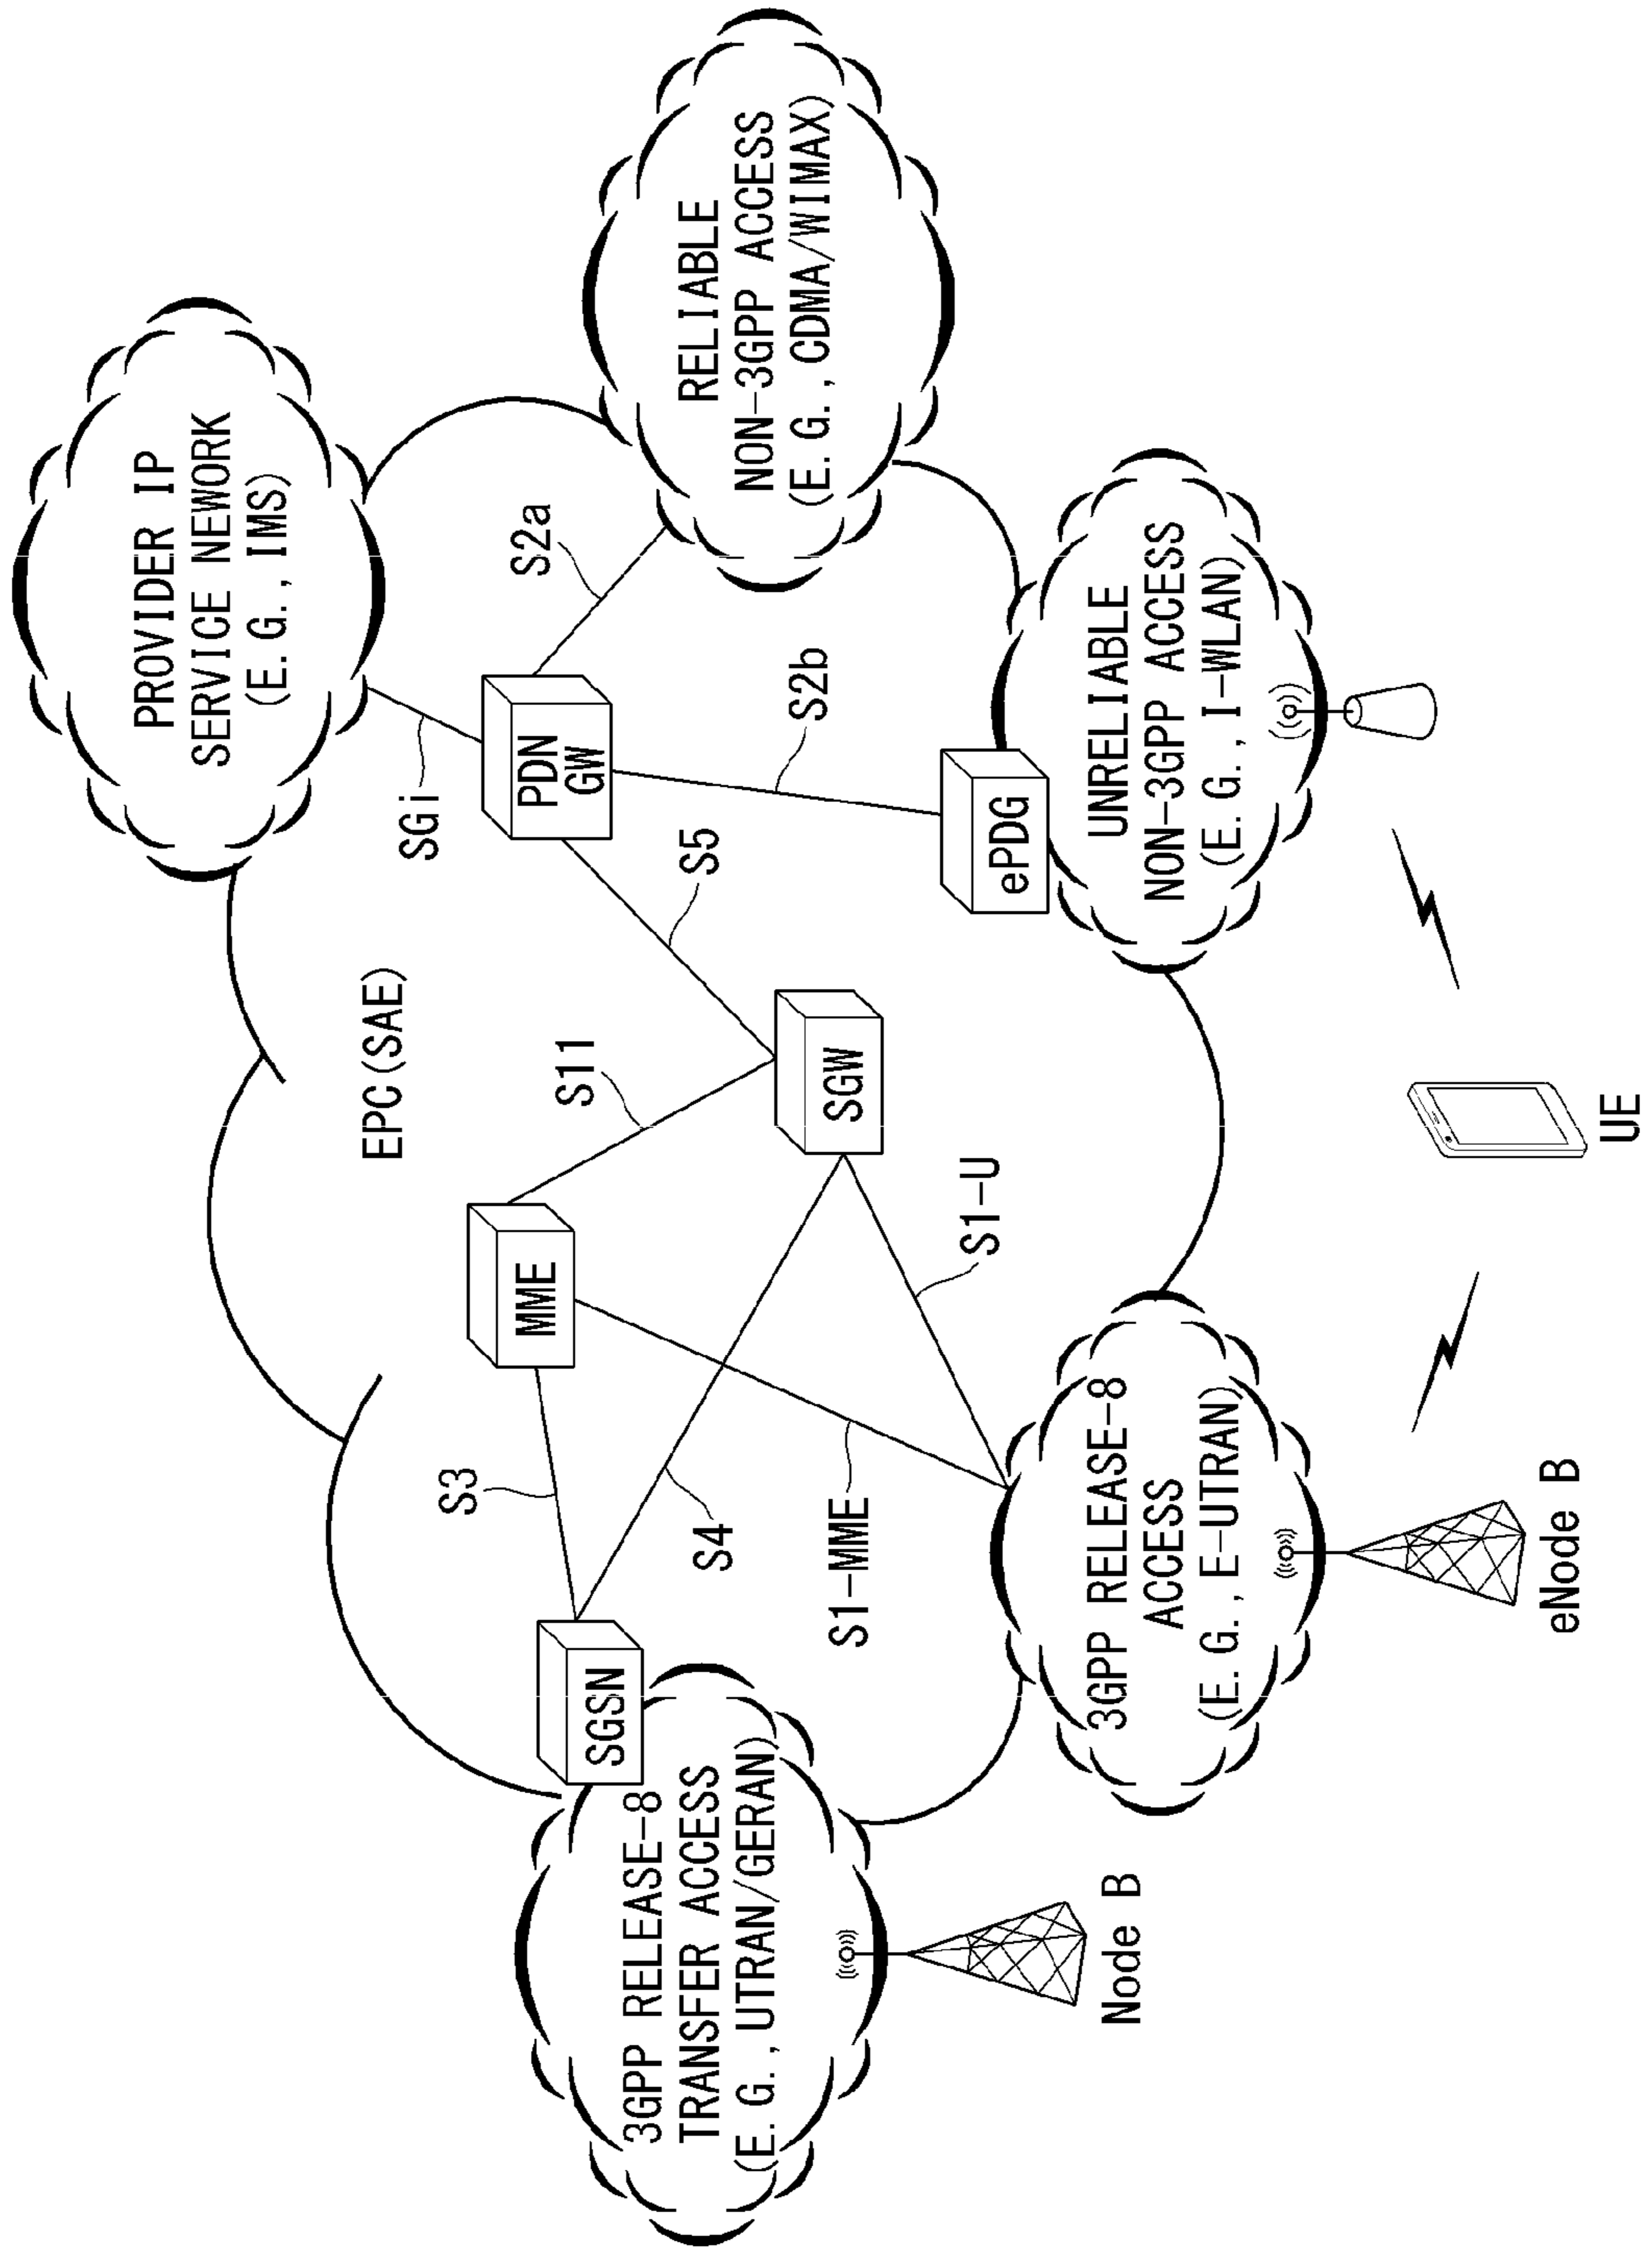 PROVIDER IP
SERVICE NEWORK
(E.G.,IMS)
EPC(SAE)
SGi
S2a
PDN
GW
RELIABLE
NON-3GPP ACCESS
(E.G.,CDMA/WIMAX)
S3
MME
S11
S5
S2b
SGSN
S4
SGW
ePDG
S1-MME
S1-U
3GPP RELEASE-8
TRANSFER ACCESS
(E.G.,UTRAN/GERAN)
Node B
3GPP RELEASE-8
ACCESS
(E.G.,E-UTRAN)
eNode B
UNRELIABLE
NON-3GPP ACCESS
(E.G,I-WLAN)
UE